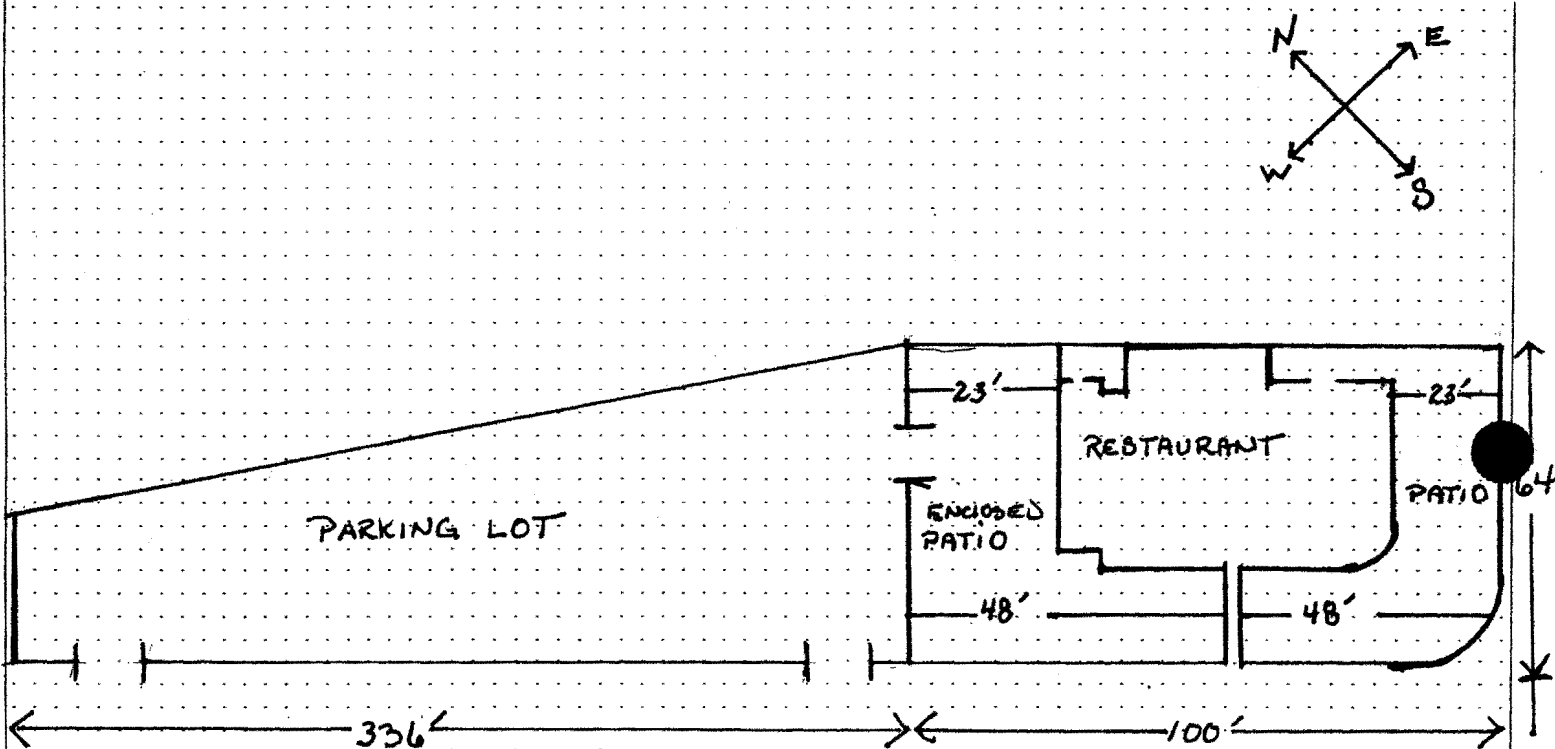 N
E
W
S
23'
23'
RESTAURANT
PATIO
64
PARKING LOT
ENCLOSED
PATIO
48'
48'
336'
100'